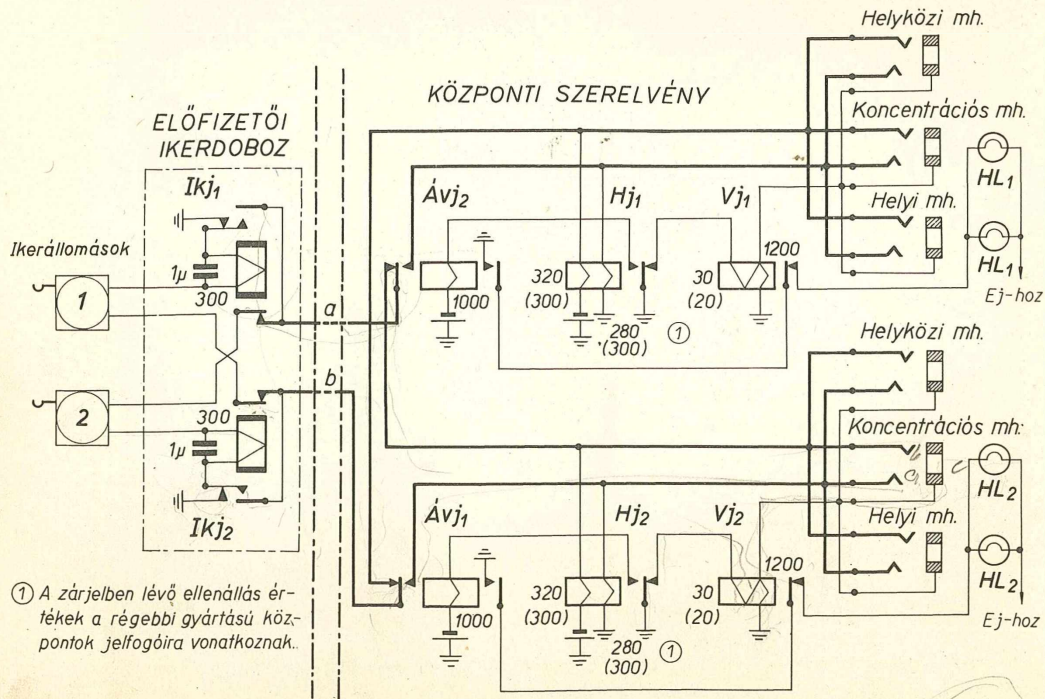 KÖZPONTI SZERELVÉNY
ELŐFIZETŐI
IKERDOBOZ
Ikerállomások
Ikj1
1μ
300
1
2
300
1μ
Ikj2
a
b
Ávj2
1000
Hj1
320
(300)
280
(300)
①
Vj1
1200
30
(20)
Helyközi mh.
Koncentrációs mh.
Helyi mh.
HL1
HL1
Ej-hoz
Ávj1
1000
Hj2
320
(300)
280
(300)
①
Vj2
1200
30
(20)
Helyközi mh.
Koncentrációs mh.
b
a
c
Helyi mh.
HL2
HL2
Ej-hoz
① A zárjelben lévő ellenállás ér-
tékek a régebbi gyártású köz-
pontok jelfogóira vonatkoznak.